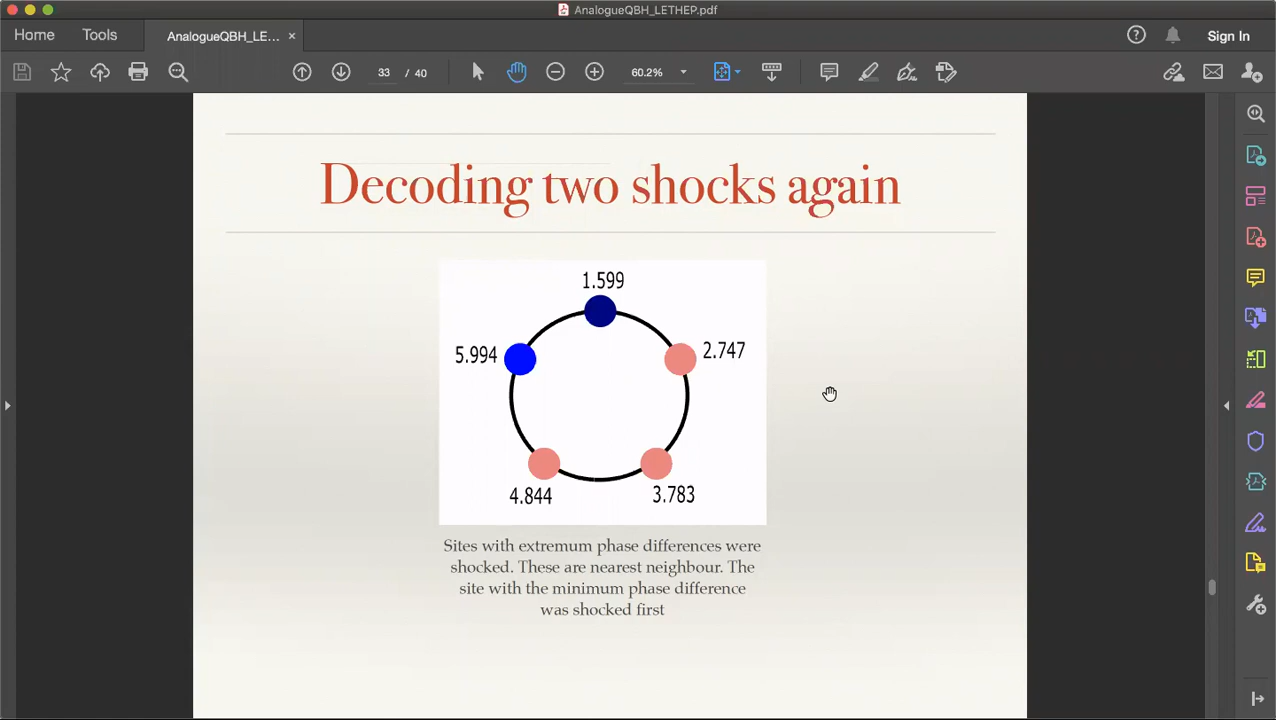 AnalogueQBH_LETHEP.pdf
Home Tools AnalogueQBH_LE... × Sign In
33 / 40 60.2%
Decoding two shocks again
1.599
5.994 2.747
4.844 3.783
Sites with extremum phase differences were
shocked. These are nearest neighbour. The
site with the minimum phase difference
was shocked first